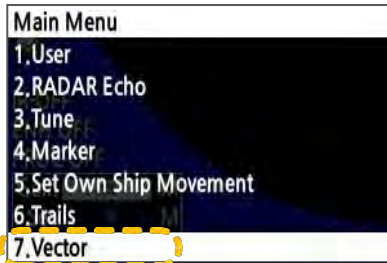 Main Menu
1.User
2.RADAR Echo
3.Tune
4.Marker
5.Set Own Ship Movement
6.Trails
7.Vector